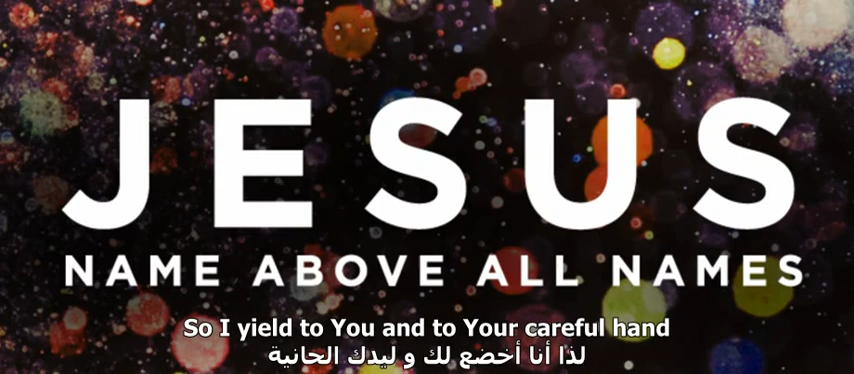 JESUS
NAME ABOVE ALL NAMES
So I yield to You and to Your careful hand
لذا أنا أخضع لك و ليدك الحانية